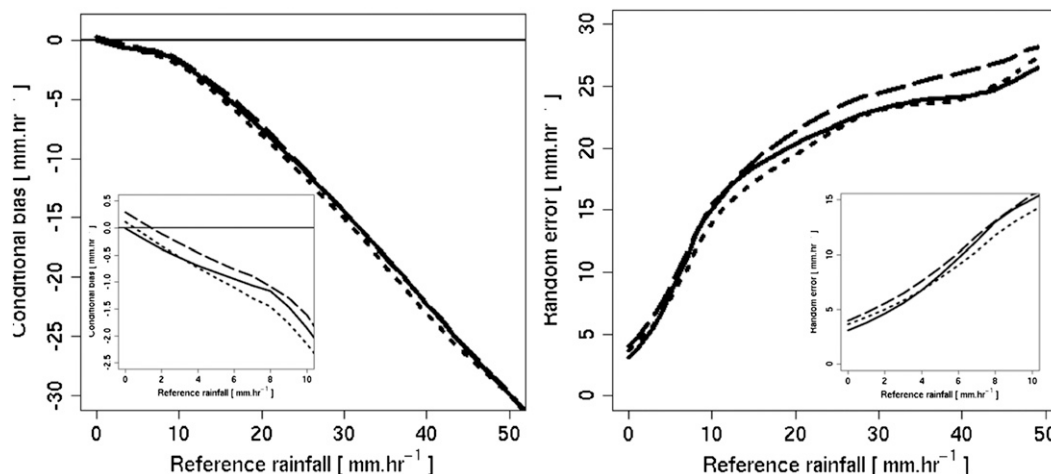 Conditional bias [ mm.hr
0
-5
-10
-15
-20
-25
-30
0 10 20 30 40 50
Reference rainfall [ mm.hr⁻¹ ]
Conditional bias [ mm.hr
0.5
0.0
-0.5
-1.0
-1.5
-2.0
-2.5
0 2 4 6 8 10
Reference rainfall [ mm.hr⁻¹ ]
Random error [ mm.hr
30
25
20
15
10
5
0
0 10 20 30 40 50
Reference rainfall [ mm.hr⁻¹ ]
Random error [ mm.hr⁻¹ ]
15
10
5
0
0 2 4 6 8 10
Reference rainfall [ mm.hr⁻¹ ]